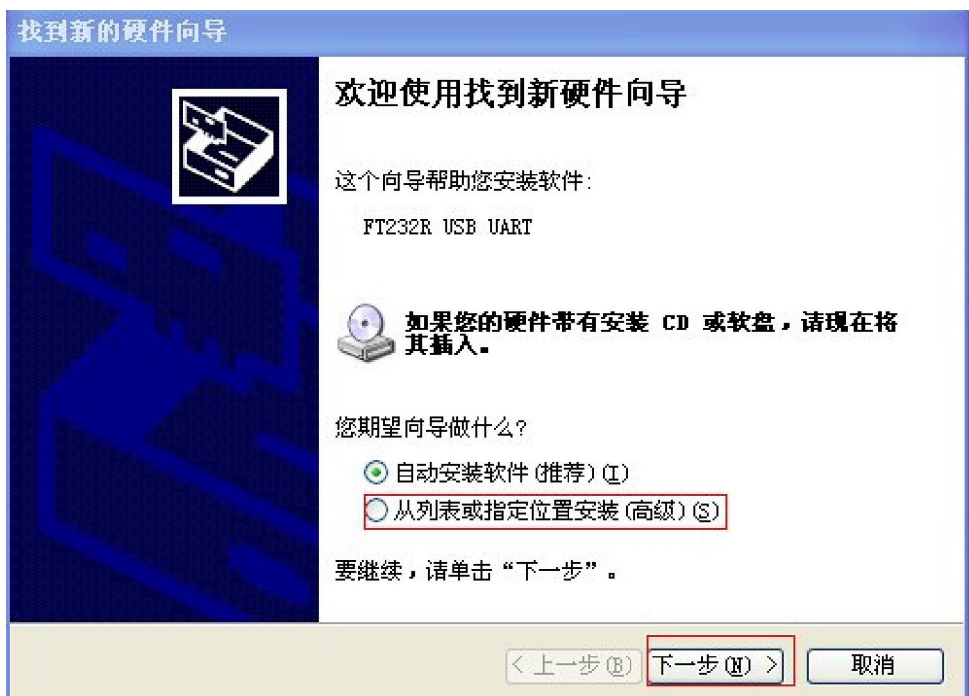 找到新的硬件向导
欢迎使用找到新硬件向导
这个向导帮助您安装软件:
FT232R USB UART
如果您的硬件带有安装 CD 或软盘，请现在将
其插入。
您期望向导做什么?
自动安装软件(推荐)(I)
从列表或指定位置安装(高级)(S)
要继续，请单击“下一步”。
< 上一步(B)
下一步(N) >
取消